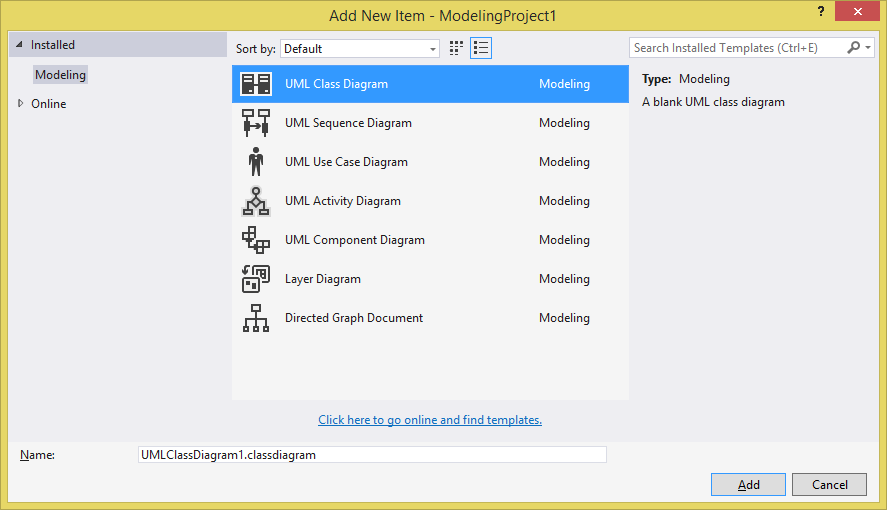 Add New Item - ModelingProject1
?
Installed
Modeling
Online
Sort by: Default
Search Installed Templates (Ctrl+E)
UML Class Diagram Modeling
UML Sequence Diagram Modeling
UML Use Case Diagram Modeling
UML Activity Diagram Modeling
UML Component Diagram Modeling
Layer Diagram Modeling
Directed Graph Document Modeling
Type: Modeling
A blank UML class diagram
Click here to go online and find templates.
Name: UMLClassDiagram1.classdiagram
Add Cancel